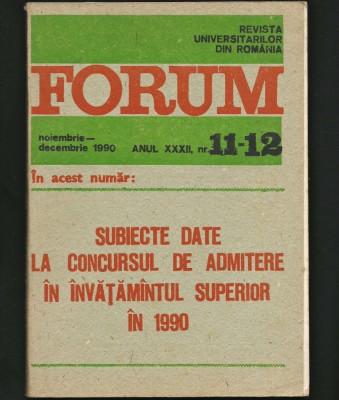 REVISTA
UNIVERSITARILOR
DIN ROMÂNIA
FORUM
noiembrie—
decembrie 1990 ANUL XXXII, nr. 11-12
În acest număr:
SUBIECTE DATE
LA CONCURSUL DE ADMITERE
ÎN ÎNVĂŢĂMÎNTUL SUPERIOR
ÎN 1990